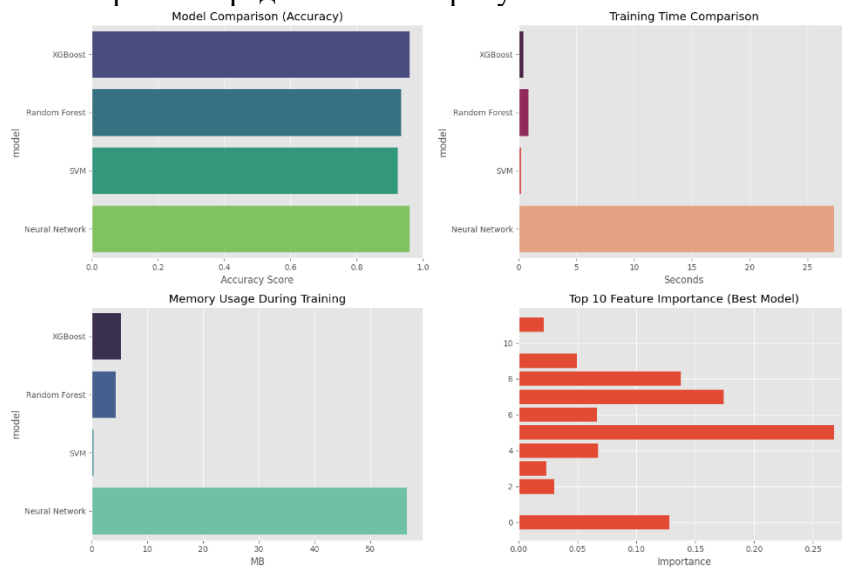 Model Comparison (Accuracy)
model
XGBoost
Random Forest
SVM
Neural Network
0.0 0.2 0.4 0.6 0.8 1.0
Accuracy Score
Training Time Comparison
model
XGBoost
Random Forest
SVM
Neural Network
0 5 10 15 20 25
Seconds
Memory Usage During Training
model
XGBoost
Random Forest
SVM
Neural Network
0 10 20 30 40 50
MB
Top 10 Feature Importance (Best Model)
10
8
6
4
2
0
0.00 0.05 0.10 0.15 0.20 0.25
Importance